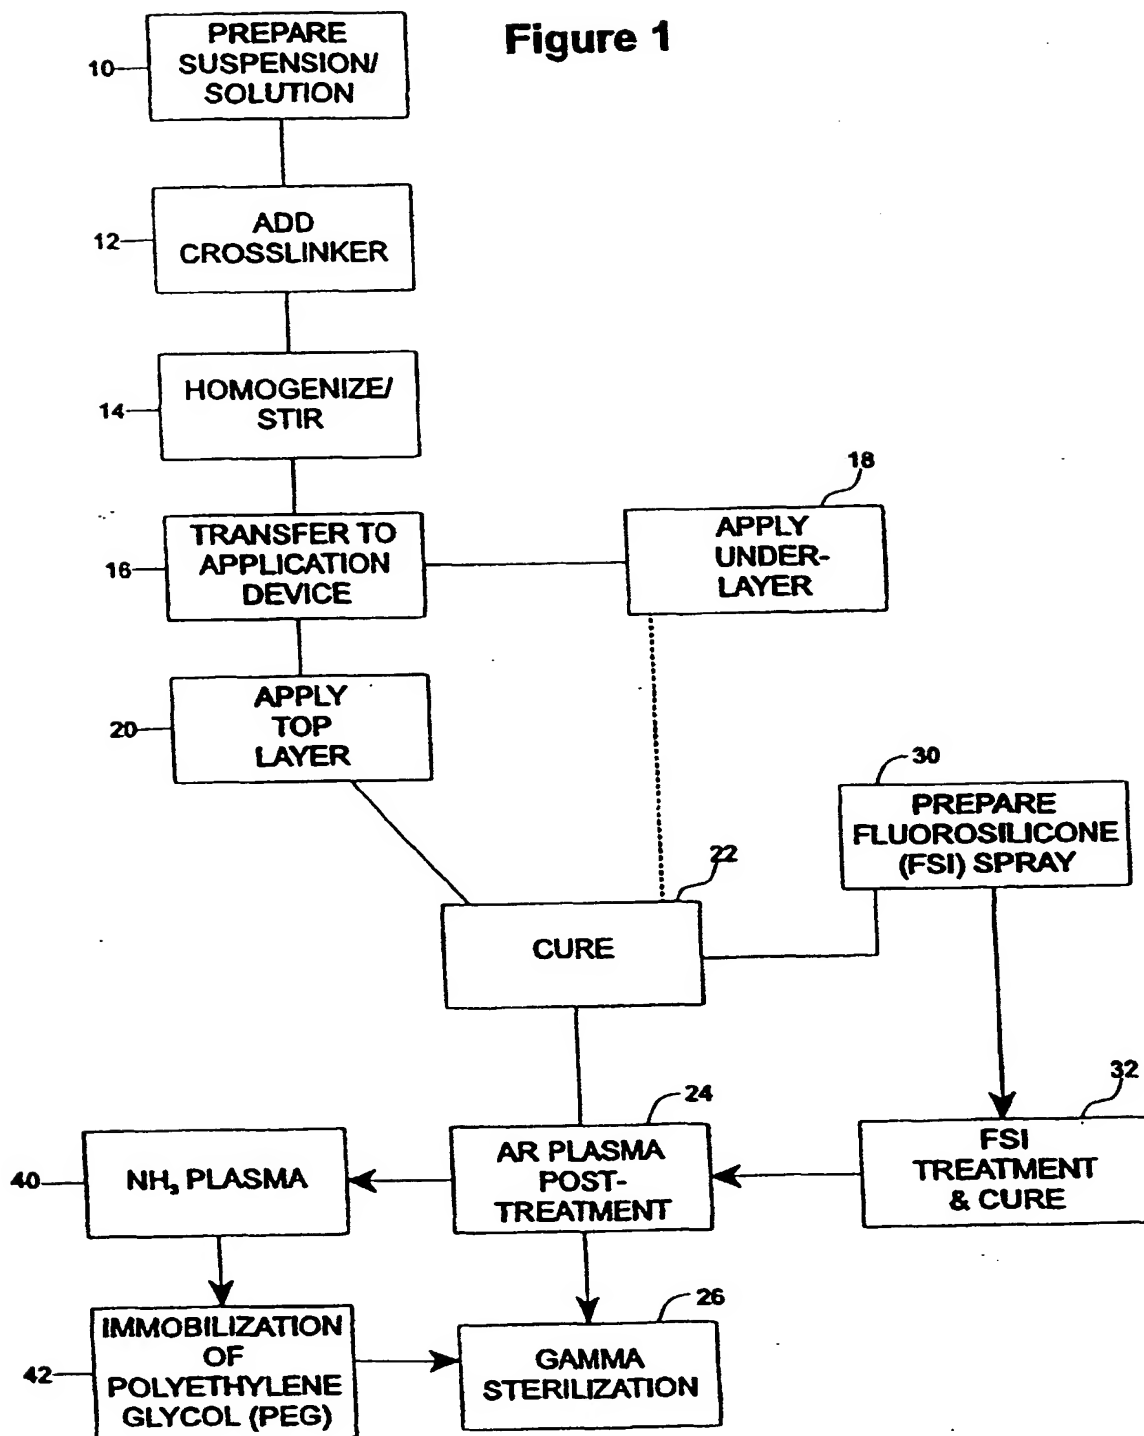 Figure 1
10
PREPARE
SUSPENSION/
SOLUTION
12
ADD
CROSSLINKER
14
HOMOGENIZE/
STIR
16
TRANSFER TO
APPLICATION
DEVICE
18
APPLY
UNDER-
LAYER
20
APPLY
TOP
LAYER
30
PREPARE
FLUOROSILICONE
(FSI) SPRAY
22
CURE
24
AR PLASMA
POST-
TREATMENT
32
FSI
TREATMENT
& CURE
40
NH₃ PLASMA
42
IMMOBILIZATION
OF
POLYETHYLENE
GLYCOL (PEG)
26
GAMMA
STERILIZATION